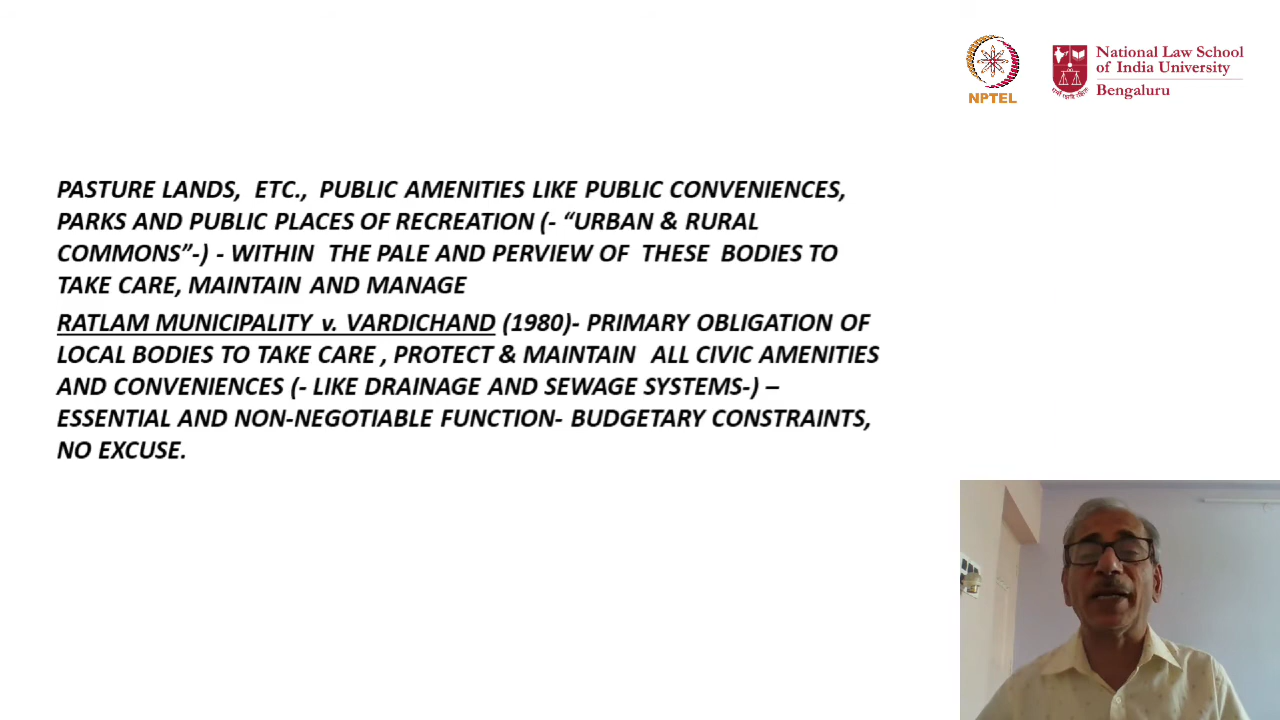 NPTEL
National Law School
of India University
Bengaluru
PASTURE LANDS, ETC., PUBLIC AMENITIES LIKE PUBLIC CONVENIENCES,
PARKS AND PUBLIC PLACES OF RECREATION (- “URBAN & RURAL
COMMONS”-) - WITHIN THE PALE AND PERVIEW OF THESE BODIES TO
TAKE CARE, MAINTAIN AND MANAGE
RATLAM MUNICIPALITY v. VARDICHAND (1980)- PRIMARY OBLIGATION OF
LOCAL BODIES TO TAKE CARE , PROTECT & MAINTAIN ALL CIVIC AMENITIES
AND CONVENIENCES (- LIKE DRAINAGE AND SEWAGE SYSTEMS-) –
ESSENTIAL AND NON-NEGOTIABLE FUNCTION- BUDGETARY CONSTRAINTS,
NO EXCUSE.